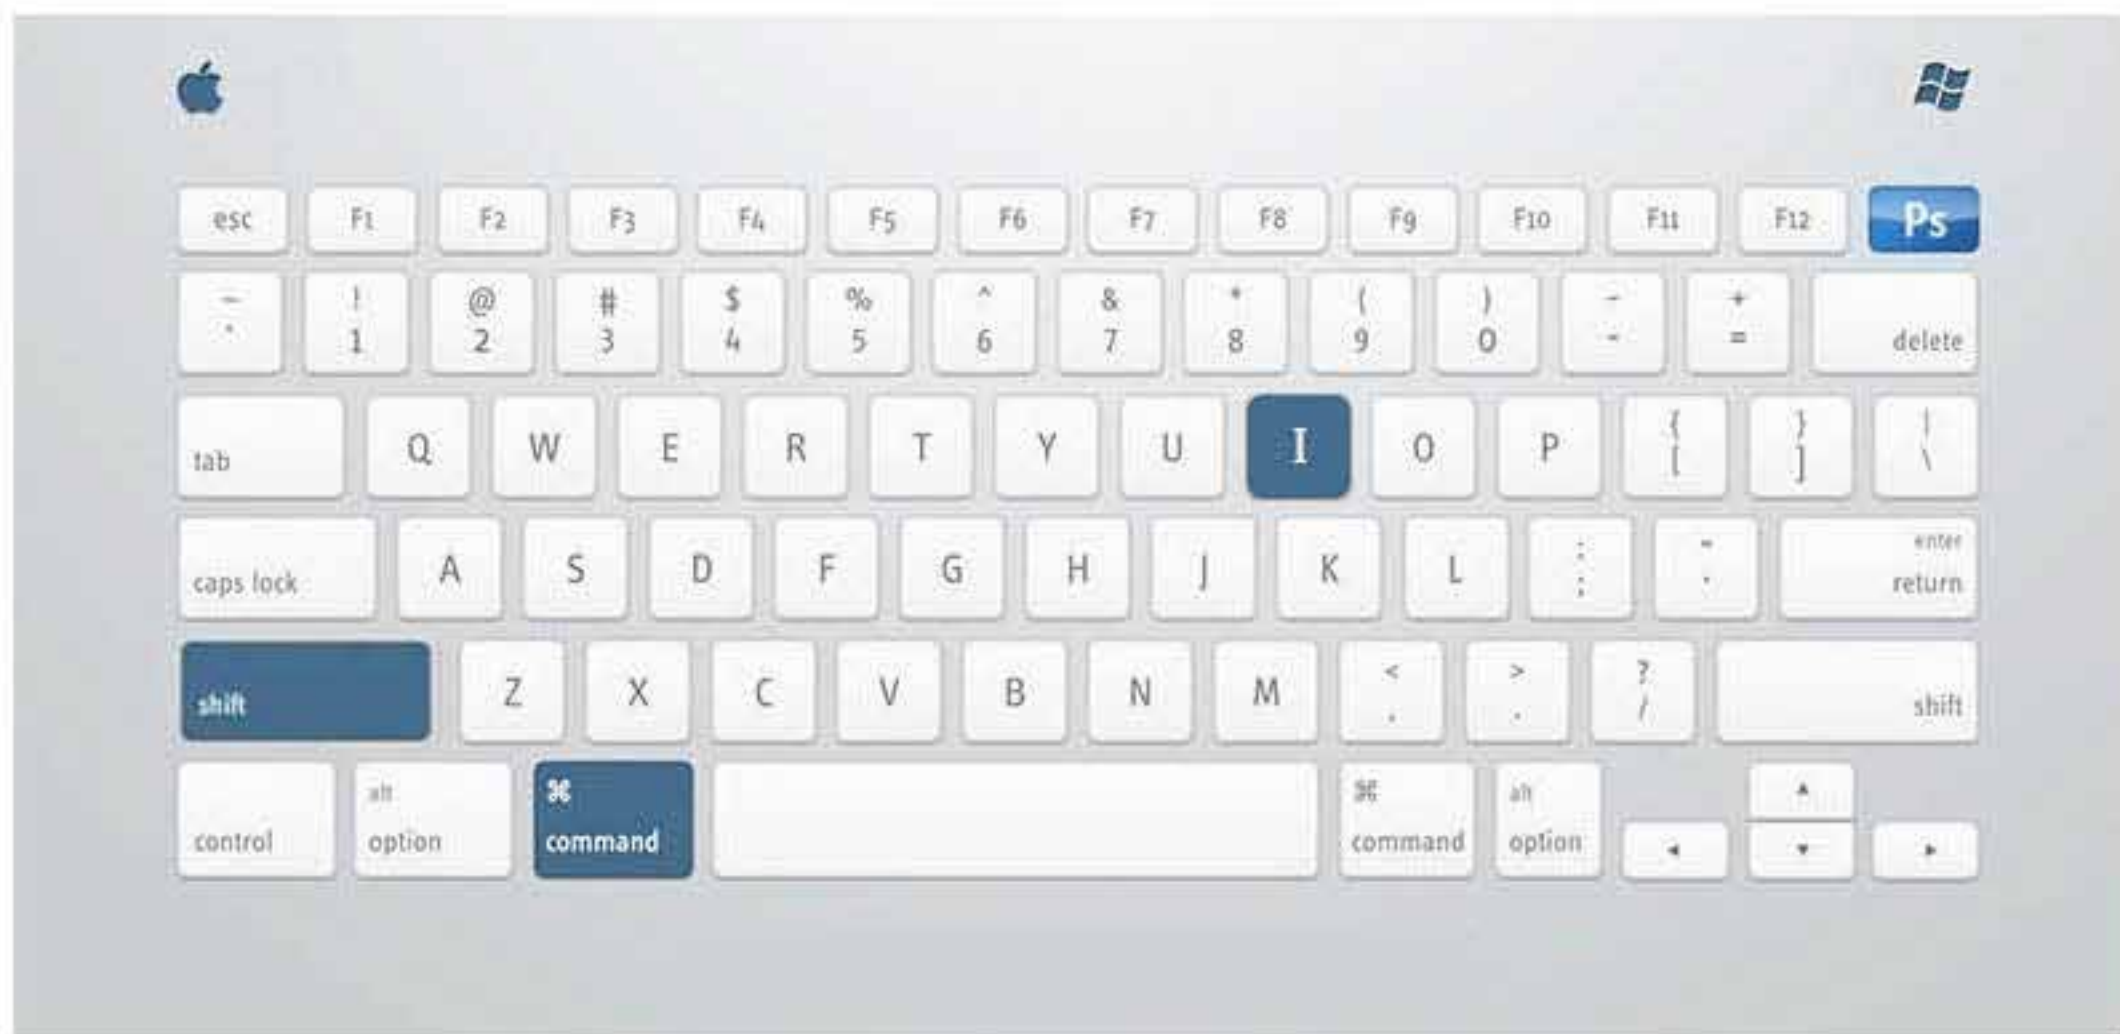 esc F1 F2 F3 F4 F5 F6 F7 F8 F9 F10 F11 F12 Ps
~ ! @ # $ % ^ & * ( ) - +
` 1 2 3 4 5 6 7 8 9 0 - = delete
tab Q W E R T Y U I O P { [ } ] | \
caps lock A S D F G H J K L : ; " ' enter return
shift Z X C V B N M < , > . ? / shift
⌘ command
control alt option ⌘ command alt option ◄ ▲ ▼ ►